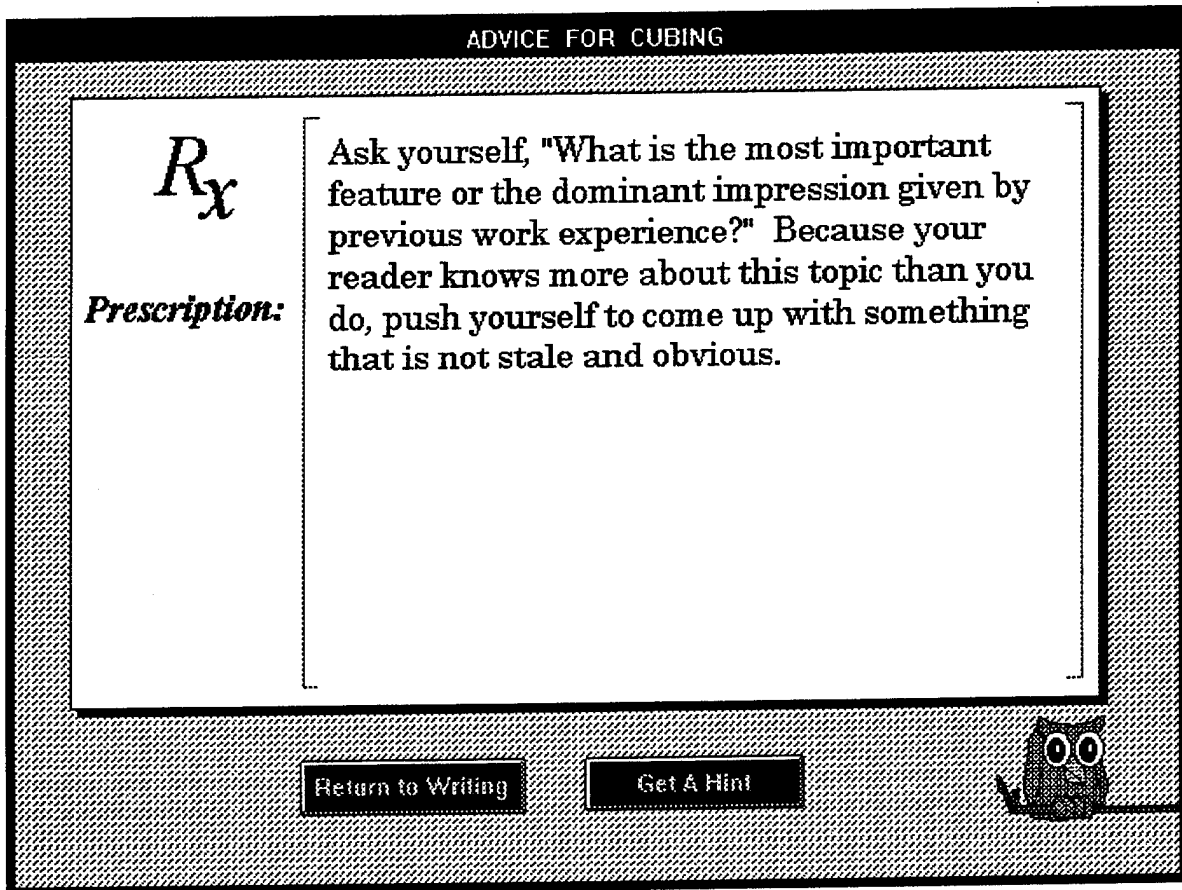 ADVICE FOR CUBING
Rx
Prescription:
Ask yourself, "What is the most important
feature or the dominant impression given by
previous work experience?" Because your
reader knows more about this topic than you
do, push yourself to come up with something
that is not stale and obvious.
Return to Writing
Get A Hint